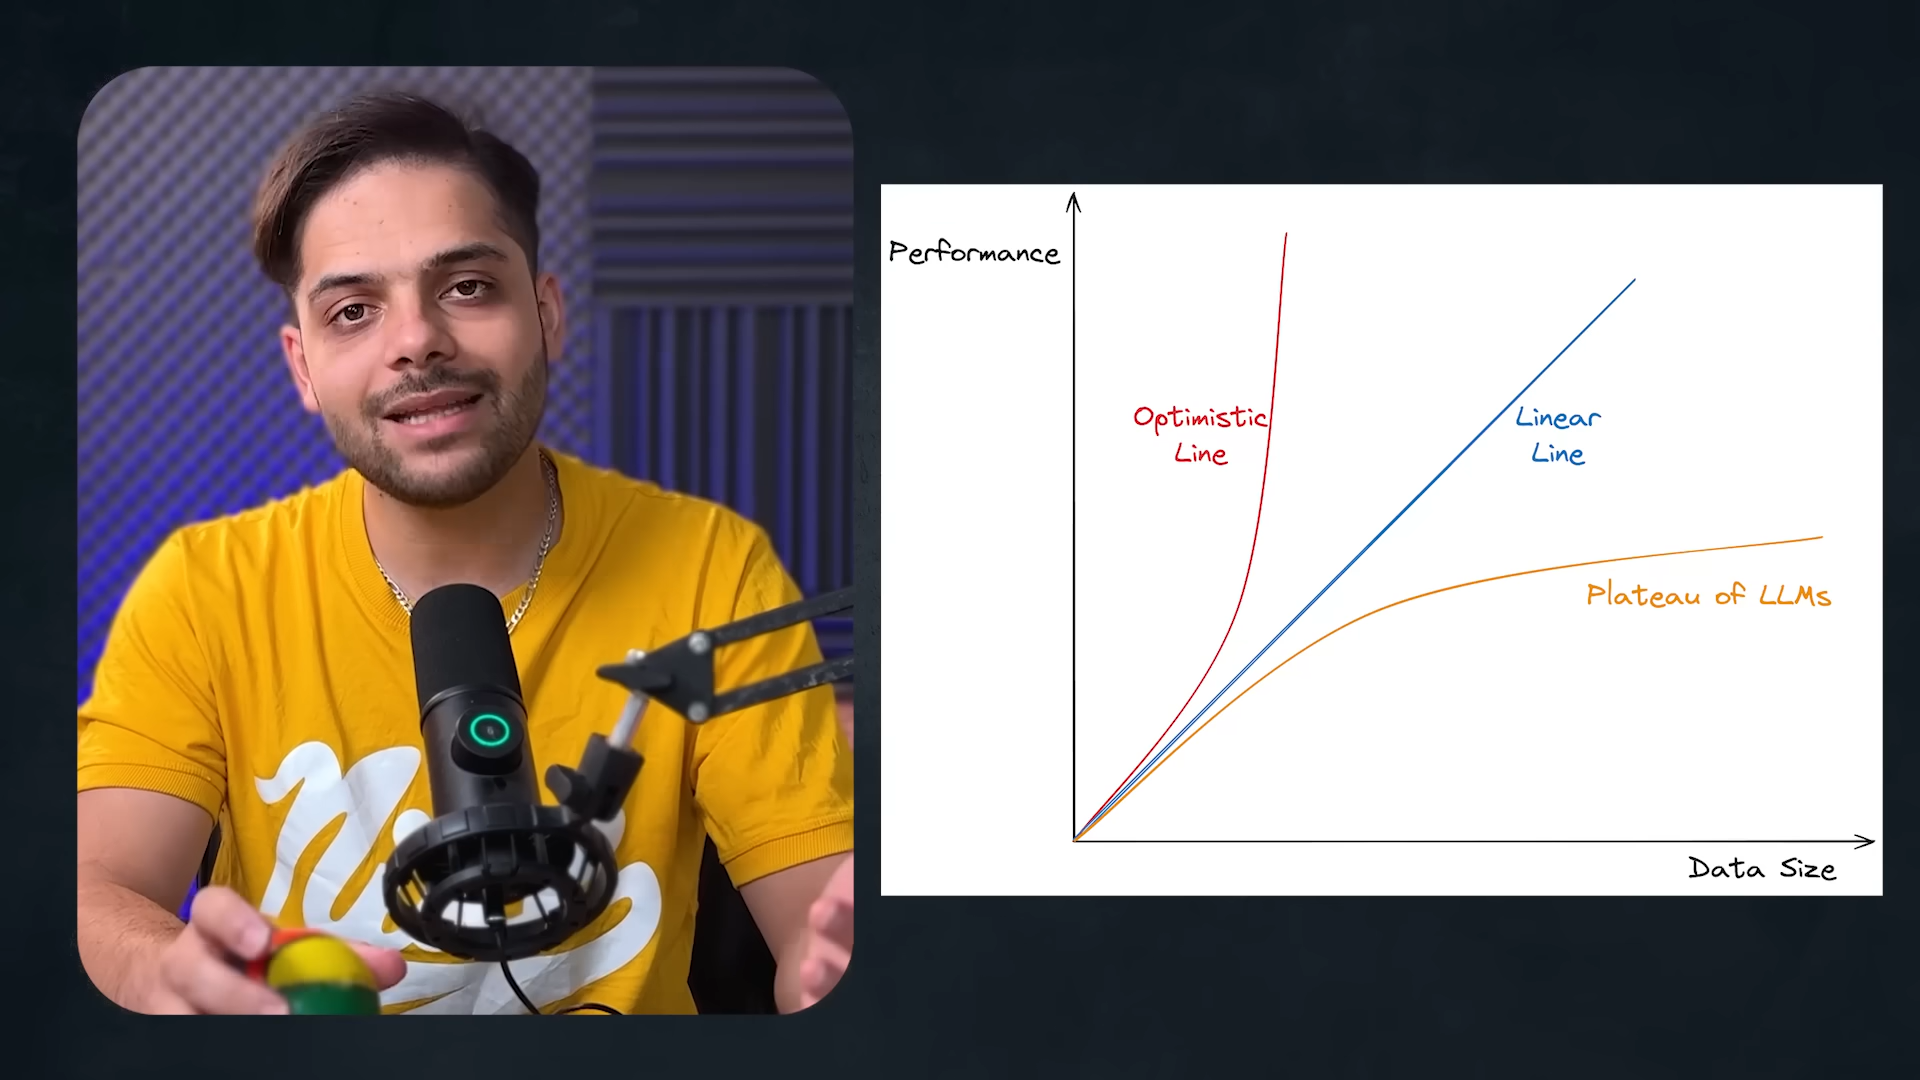 Performance
Optimistic
Line
Linear
Line
Plateau of LLMs
Data Size